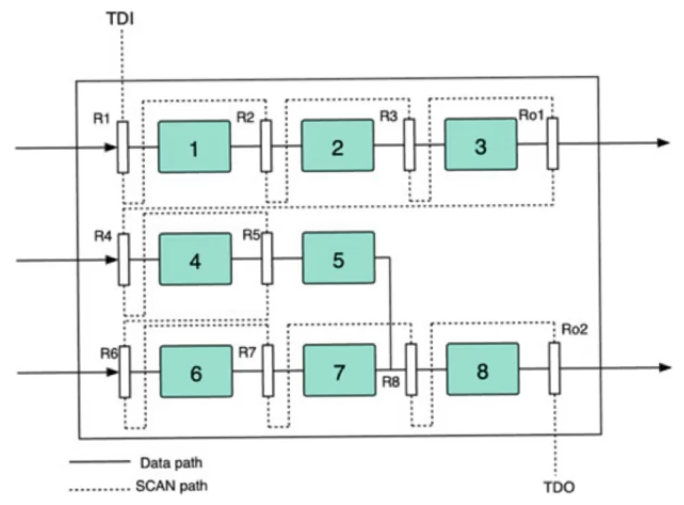 TDI
R1
R2
R3
Ro1
1
2
3
R4
R5
4
5
R6
R7
R8
Ro2
6
7
8
Data path
SCAN path
TDO